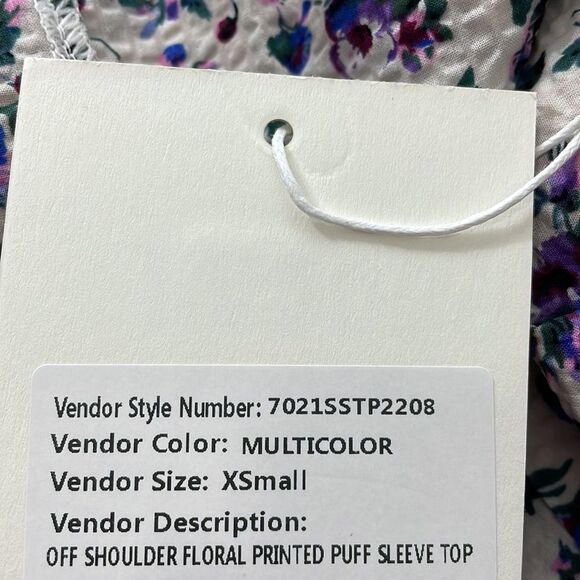 Vendor Style Number: 7021SSTP2208
Vendor Color: MULTICOLOR
Vendor Size: XSmall
Vendor Description:
OFF SHOULDER FLORAL PRINTED PUFF SLEEVE TOP